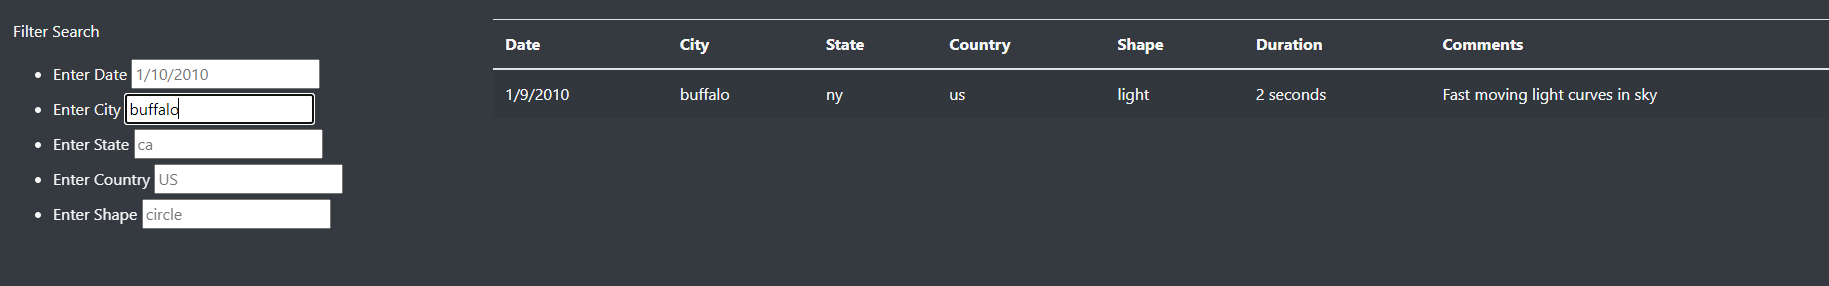 Filter Search
Enter Date 1/10/2010
Enter City buffalo
Enter State ca
Enter Country US
Enter Shape circle
Date City State Country Shape Duration Comments
1/9/2010 buffalo ny us light 2 seconds Fast moving light curves in sky